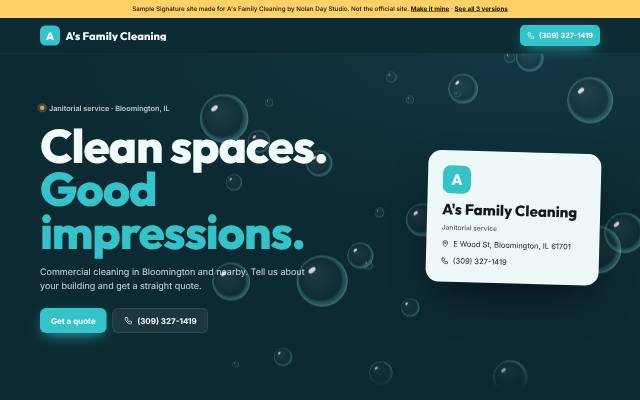 Sample Signature site made for A's Family Cleaning by Nolan Day Studio. Not the official site. Make it mine · See all 3 versions
A A's Family Cleaning
(309) 327-1419
Janitorial service · Bloomington, IL
Clean spaces.
Good
impressions.
Commercial cleaning in Bloomington and nearby. Tell us about
your building and get a straight quote.
Get a quote
(309) 327-1419
A
A's Family Cleaning
Janitorial service
E Wood St, Bloomington, IL 61701
(309) 327-1419